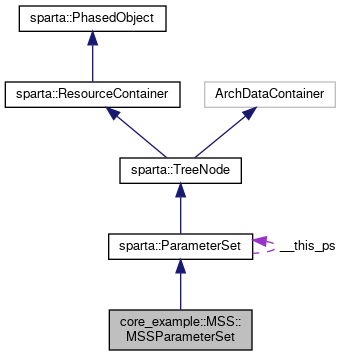 sparta::PhasedObject
sparta::ResourceContainer
ArchDataContainer
sparta::TreeNode
sparta::ParameterSet
__this_ps
core_example::MSS::
MSSParameterSet